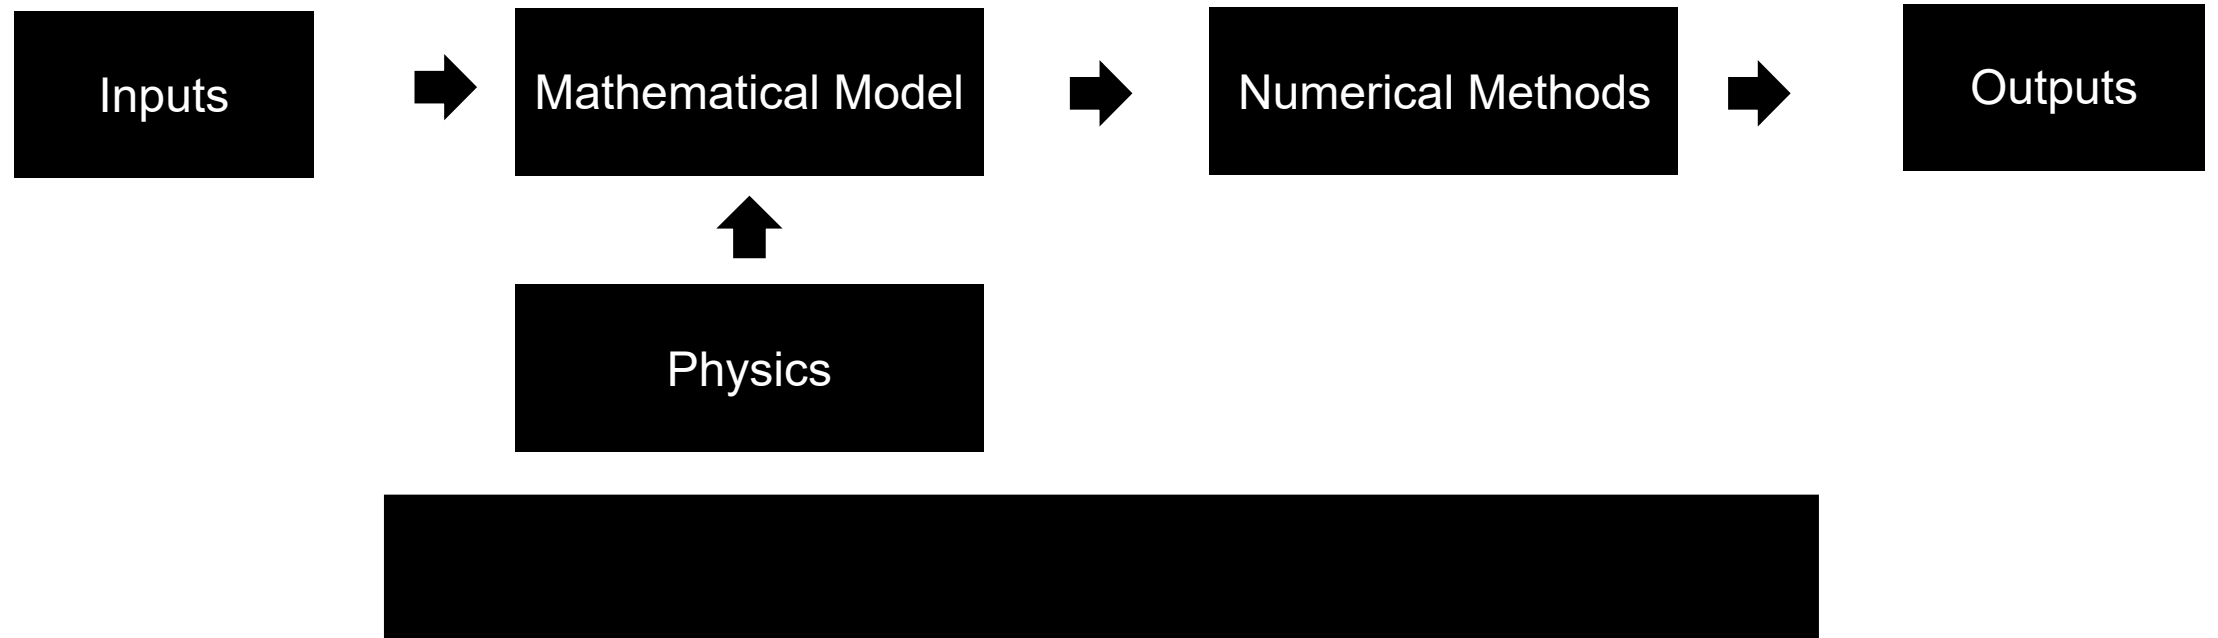 Inputs
Mathematical Model
Numerical Methods
Outputs
Physics